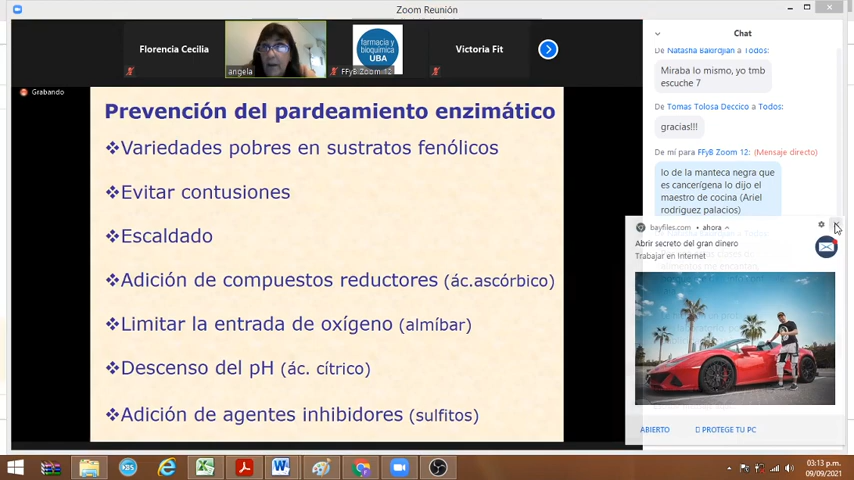 Zoom Reunión
Florencia Cecilia
angela
farmacia y
bioquímica
UBA
FFyB Zoom 12
Victoria Fit
Grabando
Prevención del pardeamiento enzimático
❖Variedades pobres en sustratos fenólicos
❖Evitar contusiones
❖Escaldado
❖Adición de compuestos reductores (ác.ascórbico)
❖Limitar la entrada de oxígeno (almíbar)
❖Descenso del pH (ác. cítrico)
❖Adición de agentes inhibidores (sulfitos)
Chat
De Natasha Bakirdjian a Todos:
Miraba lo mismo, yo tmb
escuche 7
De Tomas Tolosa Deccico a Todos:
gracias!!!
De mí para FFyB Zoom 12: (Mensaje directo)
lo de la manteca negra que
es cancerígena lo dijo el
maestro de cocina (Ariel
rodriguez palacios)
bayfiles.com • ahora
Abrir secreto del gran dinero
Trabajar en Internet
ABIERTO
PROTEGE TU PC
03:13 p.m.
09/09/2021